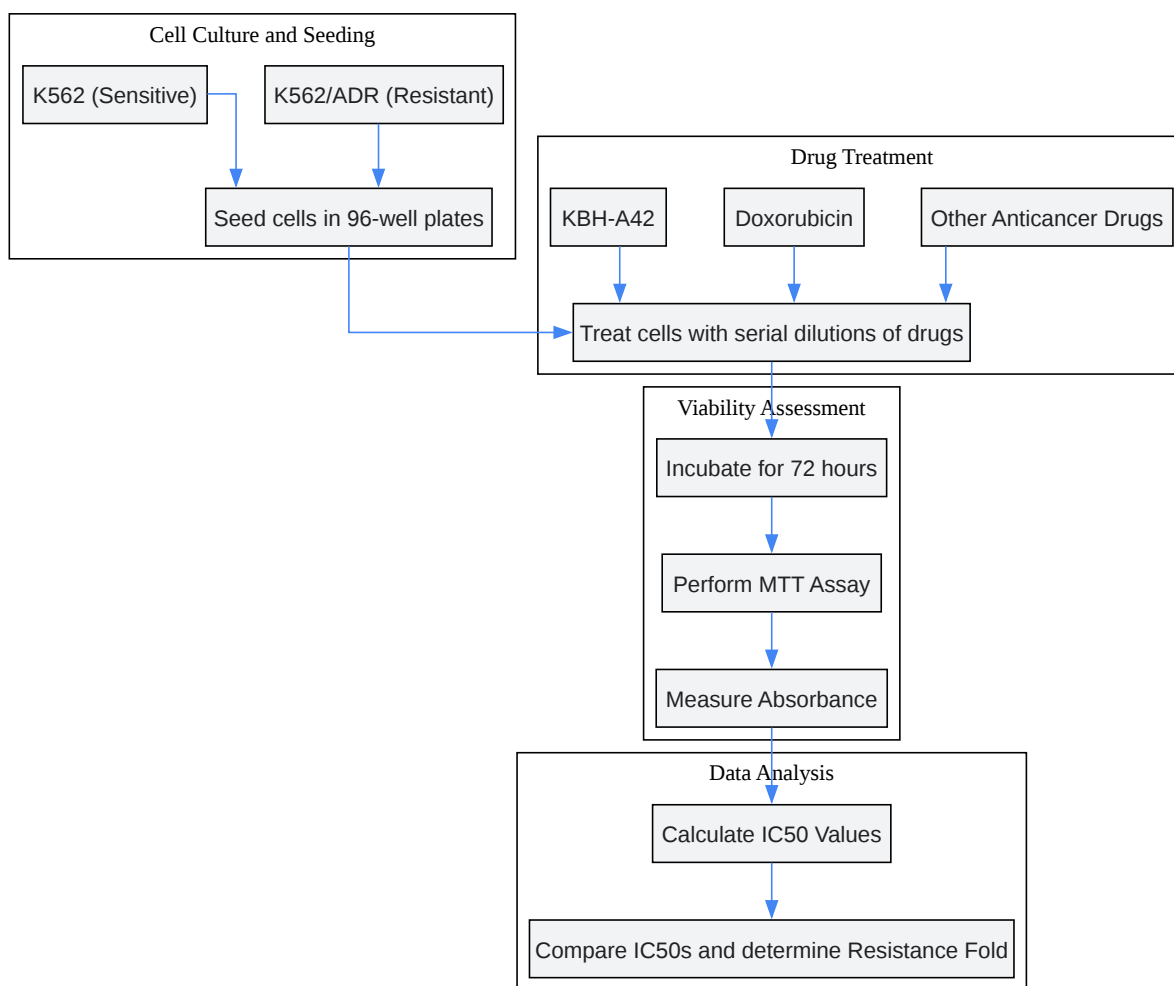 Cell Culture and Seeding
K562 (Sensitive)
K562/ADR (Resistant)
Seed cells in 96-well plates
Drug Treatment
KBH-A42
Doxorubicin
Other Anticancer Drugs
Treat cells with serial dilutions of drugs
Viability Assessment
Incubate for 72 hours
Perform MTT Assay
Measure Absorbance
Data Analysis
Calculate IC50 Values
Compare IC50s and determine Resistance Fold